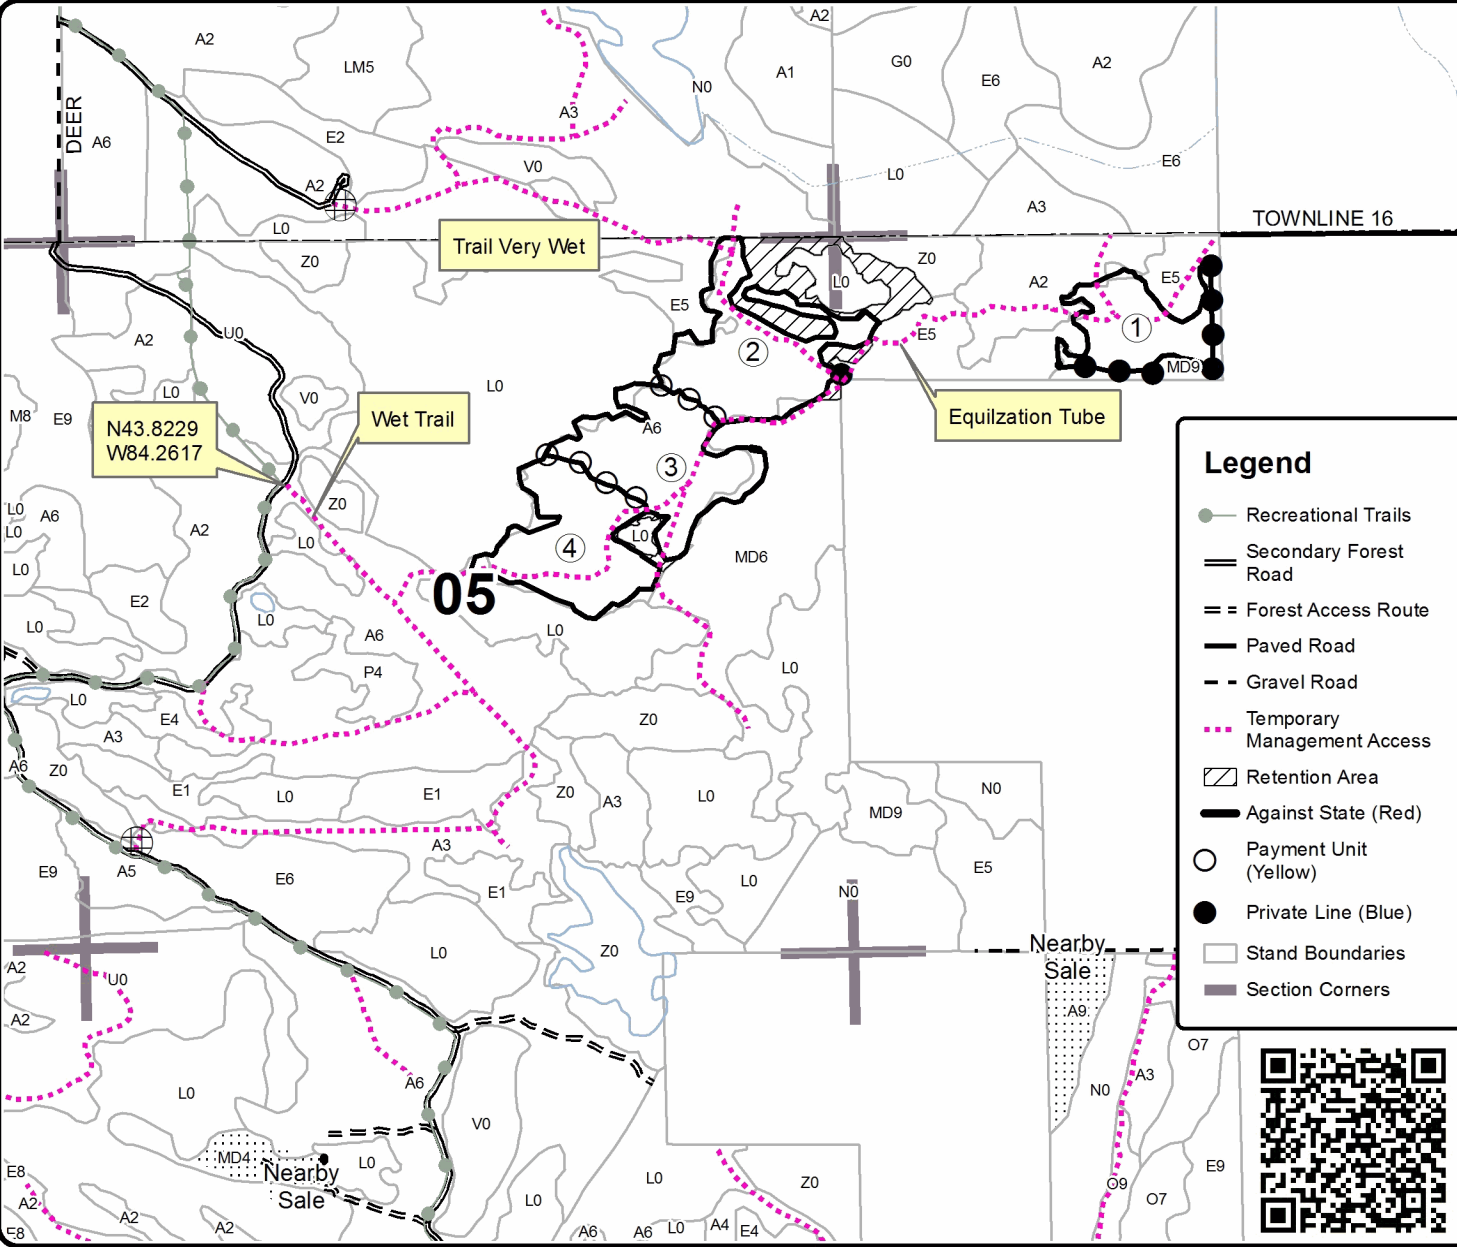 A2
A2
LM5
A1
G0
A2
E6
N0
A3
DEER
A6
E2
V0
E6
L0
A2
A3
TOWNLINE 16
L0
Trail Very Wet
Z0
Z0
A2
E5
L0
E5
1
E5
A2
U0
2
MD9
L0
L0
V0
M8
E9
A6
Equilzation Tube
Wet Trail
N43.8229
W84.2617
3
Legend
Z0
L0
A6
L0
A2
L0
L0
4
MD6
Recreational Trails
Secondary Forest
Road
L0
05
E2
L0
L0
A6
L0
Forest Access Route
Paved Road
P4
L0
Gravel Road
L0
E4
Z0
A3
Temporary
Management Access
A6
Z0
E1
L0
E1
Z0
A3
L0
Retention Area
N0
MD9
Against State (Red)
A3
Payment Unit
(Yellow)
E9
A5
E6
E1
E9
L0
N0
E5
Private Line (Blue)
L0
Z0
Nearby
Sale
Stand Boundaries
A2
U0
Section Corners
A2
A9
O7
L0
A6
N0
A3
V0
MD4
L0
Nearby
Sale
E8
A2
E8
A2
A2
L0
A6
A6
L0
A4
E4
L0
Z0
O9
O7
E9